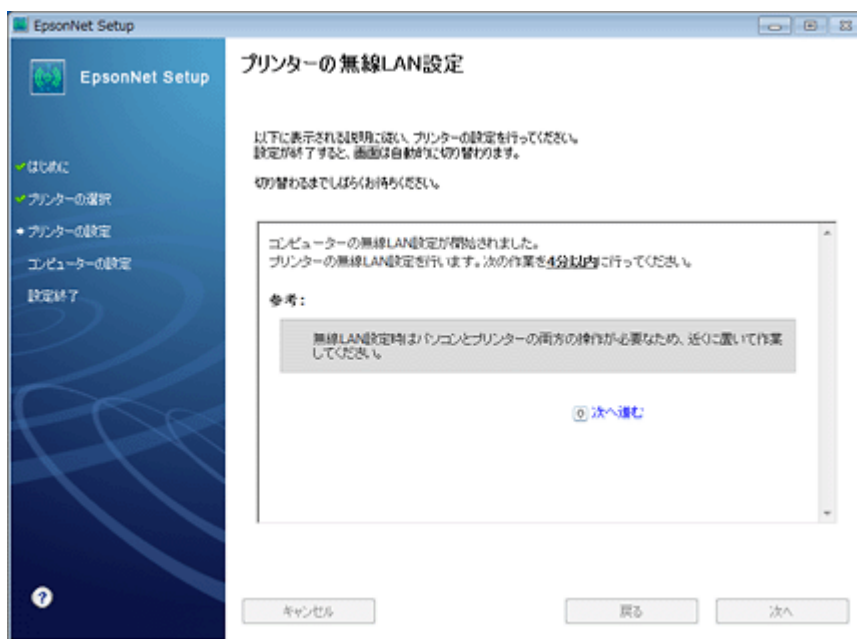 EpsonNet Setup
EpsonNet Setup
はじめに
プリンターの選択
プリンターの設定
コンピューターの設定
設定終了
プリンターの無線LAN設定
以下に表示される説明に従い、プリンターの設定を行ってください。
設定が終了すると、画面は自動的に切り替わります。
切り替わるまでしばらくお待ちください。
コンピューターの無線LAN設定が開始されました。
プリンターの無線LAN設定を行います。次の作業を4分以内に行ってください。
参考:
無線LAN設定時はパソコンとプリンターの両方の操作が必要なため、近くに置いて作業
してください。
次へ進む
?
キャンセル
戻る
次へ